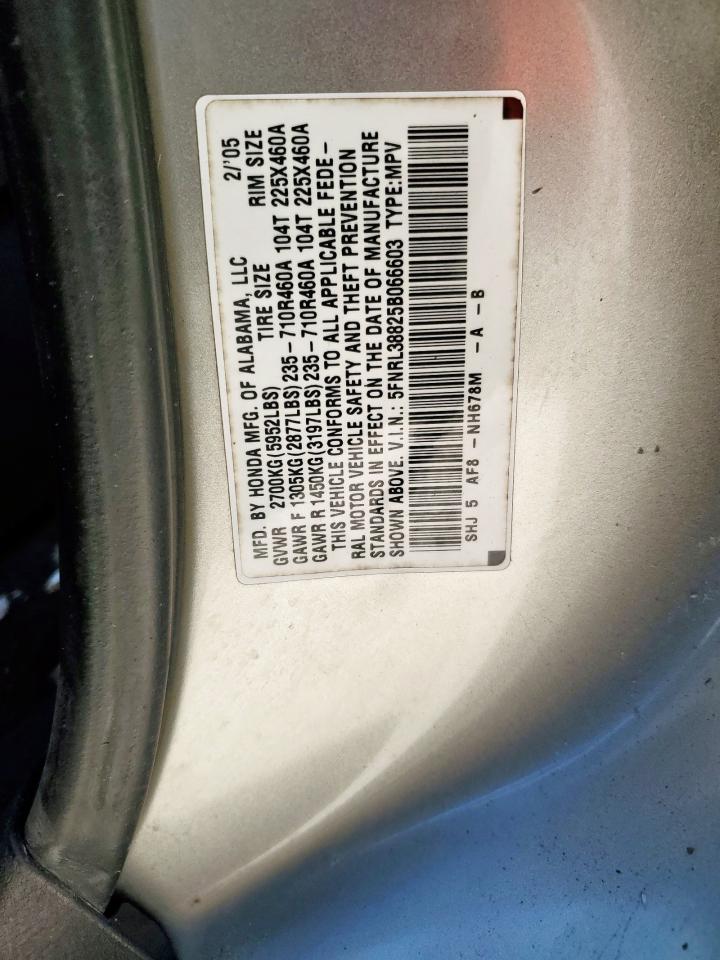 MFD. BY HONDA MFG. OF ALABAMA, LLC 2/'05
GVWR 2700KG(5952LBS) TIRE SIZE RIM SIZE
GAWR F 1305KG(2877LBS) 235-710R460A 104T 225X460A
GAWR R 1450KG(3197LBS) 235-710R460A 104T 225X460A
THIS VEHICLE CONFORMS TO ALL APPLICABLE FEDE-
RAL MOTOR VEHICLE SAFETY AND THEFT PREVENTION
STANDARDS IN EFFECT ON THE DATE OF MANUFACTURE
SHOWN ABOVE. V.I.N.: 5FNRL38825B066603 TYPE:MPV
SHJ 5 AF8 -NH678M -A -B